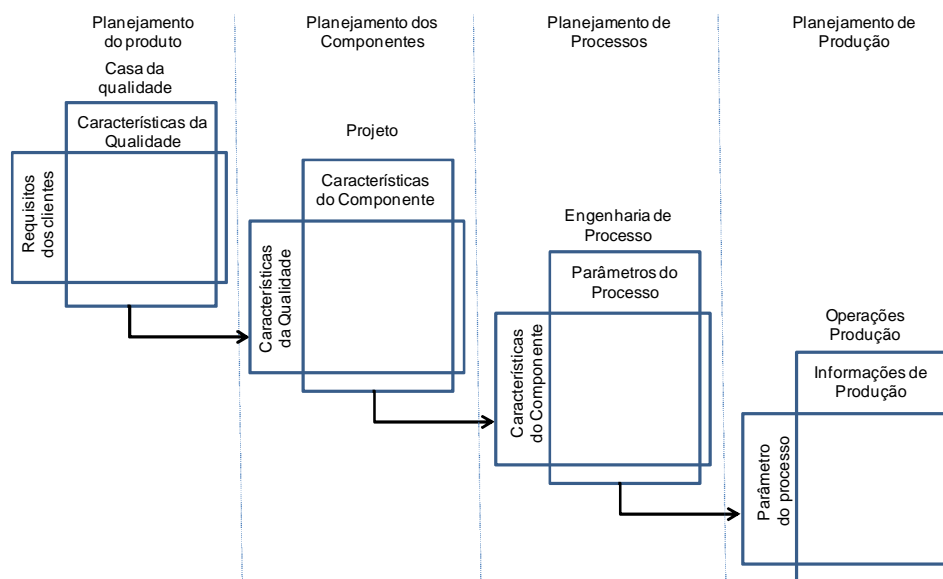 Planejamento
do produto
Planejamento dos
Componentes
Planejamento de
Processos
Planejamento de
Produção
Casa da
qualidade
Características da
Qualidade
Requisitos
dos clientes
Projeto
Características
do Componente
Características
da Qualidade
Engenharia de
Processo
Parâmetros do
Processo
Características
do Componente
Operações
Produção
Informações de
Produção
Parâmetro
do processo